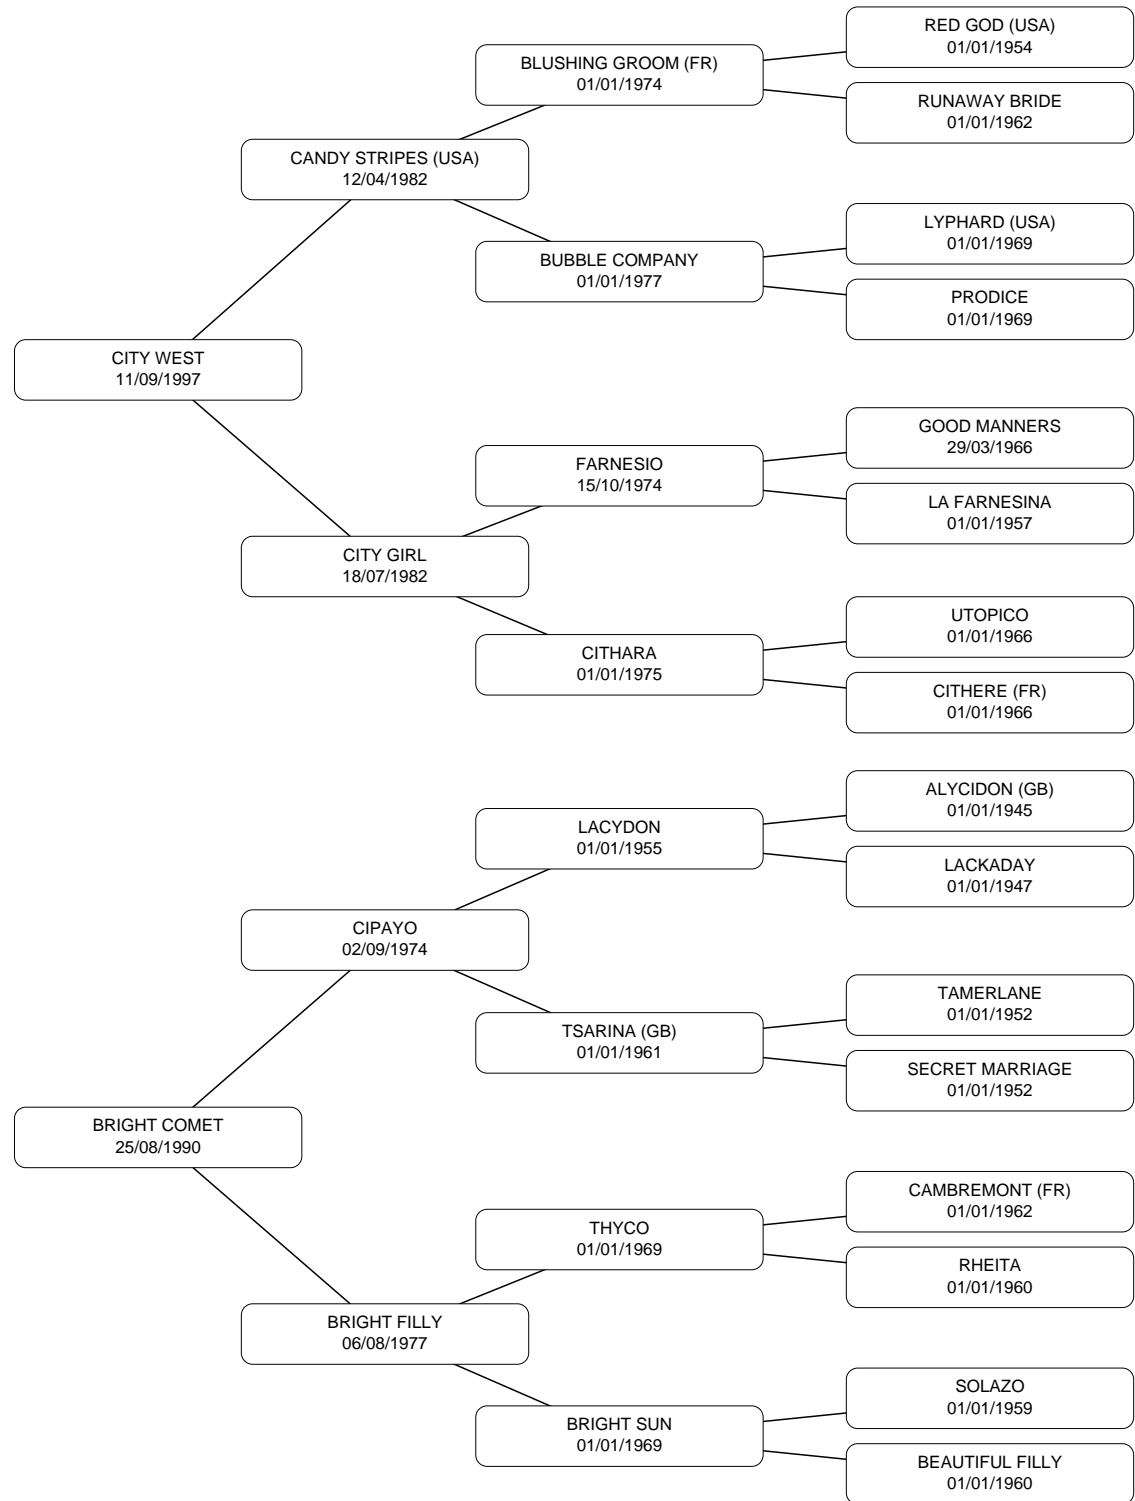 RED GOD (USA)
01/01/1954
BLUSHING GROOM (FR)
01/01/1974
RUNAWAY BRIDE
01/01/1962
CANDY STRIPES (USA)
12/04/1982
LYPHARD (USA)
01/01/1969
BUBBLE COMPANY
01/01/1977
PRODICE
01/01/1969
CITY WEST
11/09/1997
GOOD MANNERS
29/03/1966
FARNESIO
15/10/1974
LA FARNESINA
01/01/1957
CITY GIRL
18/07/1982
UTOPICO
01/01/1966
CITHARA
01/01/1975
CITHERE (FR)
01/01/1966
ALYCIDON (GB)
01/01/1945
LACYDON
01/01/1955
LACKADAY
01/01/1947
CIPAYO
02/09/1974
TAMERLANE
01/01/1952
TSARINA (GB)
01/01/1961
SECRET MARRIAGE
01/01/1952
BRIGHT COMET
25/08/1990
CAMBREMONT (FR)
01/01/1962
THYCO
01/01/1969
RHEITA
01/01/1960
BRIGHT FILLY
06/08/1977
SOLAZO
01/01/1959
BRIGHT SUN
01/01/1969
BEAUTIFUL FILLY
01/01/1960